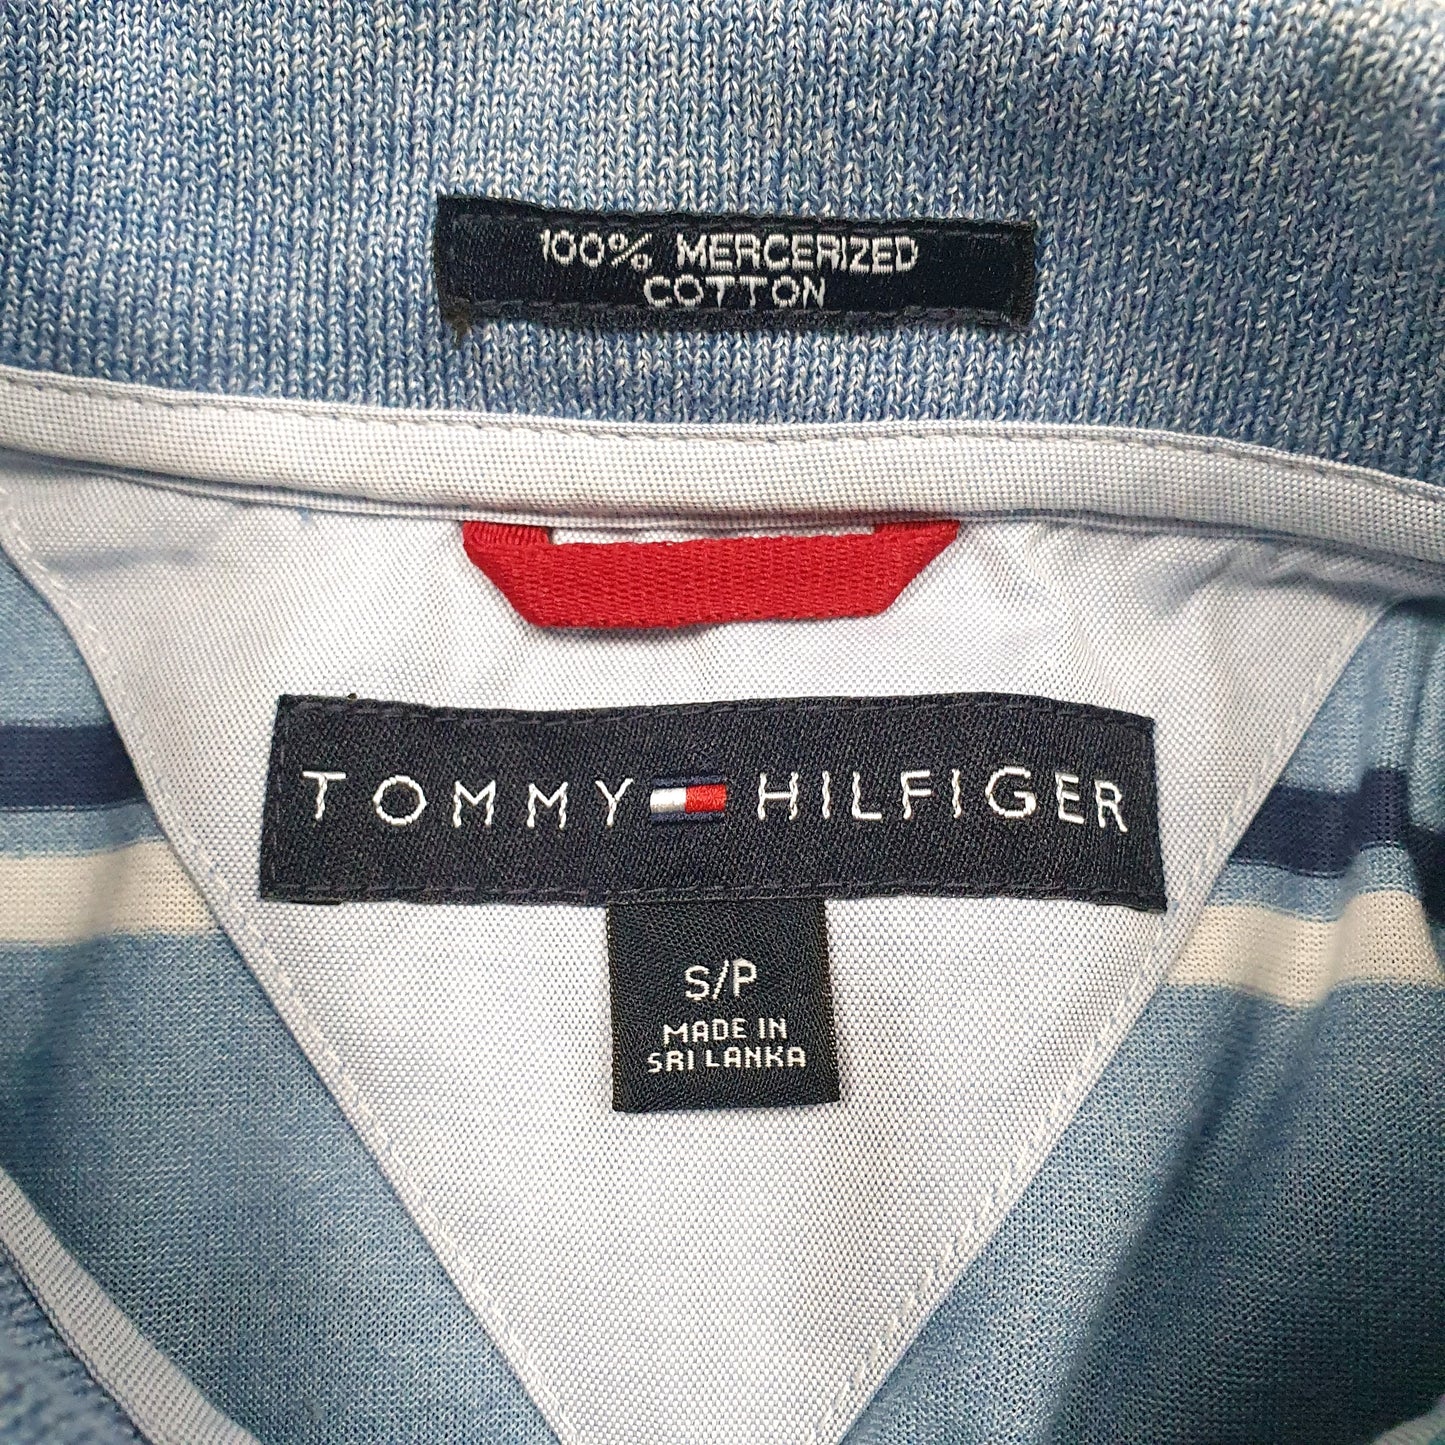 100% MERCERIZED
COTTON
TOMMY HILFIGER
S/P
MADE IN
SRI LANKA